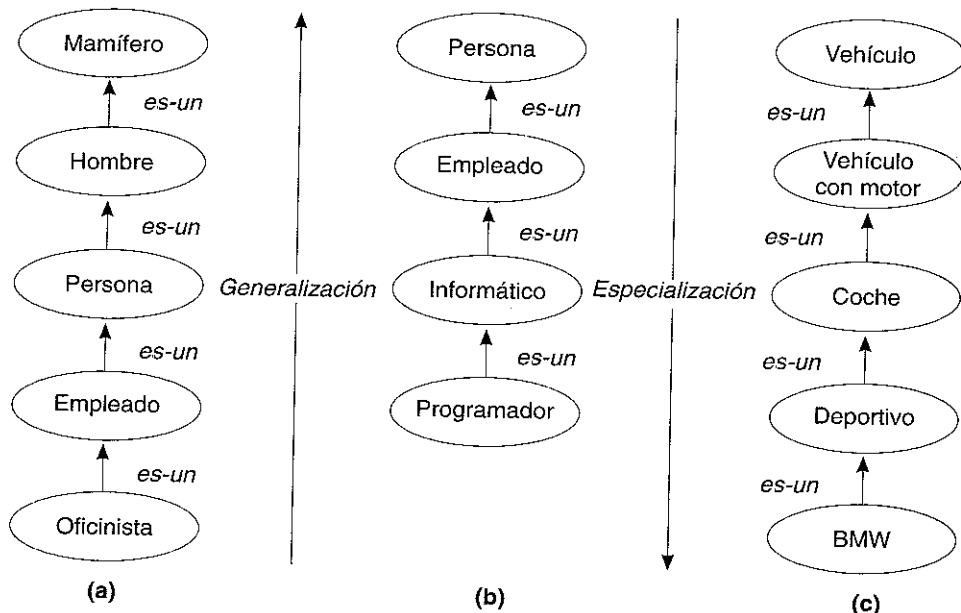 Mamífero
es-un
Hombre
es-un
Persona
es-un
Empleado
es-un
Oficinista
(a)
Generalización
Persona
es-un
Empleado
es-un
Informático
es-un
Programador
(b)
Especialización
Vehículo
es-un
Vehículo
con motor
es-un
Coche
es-un
Deportivo
es-un
BMW
(c)